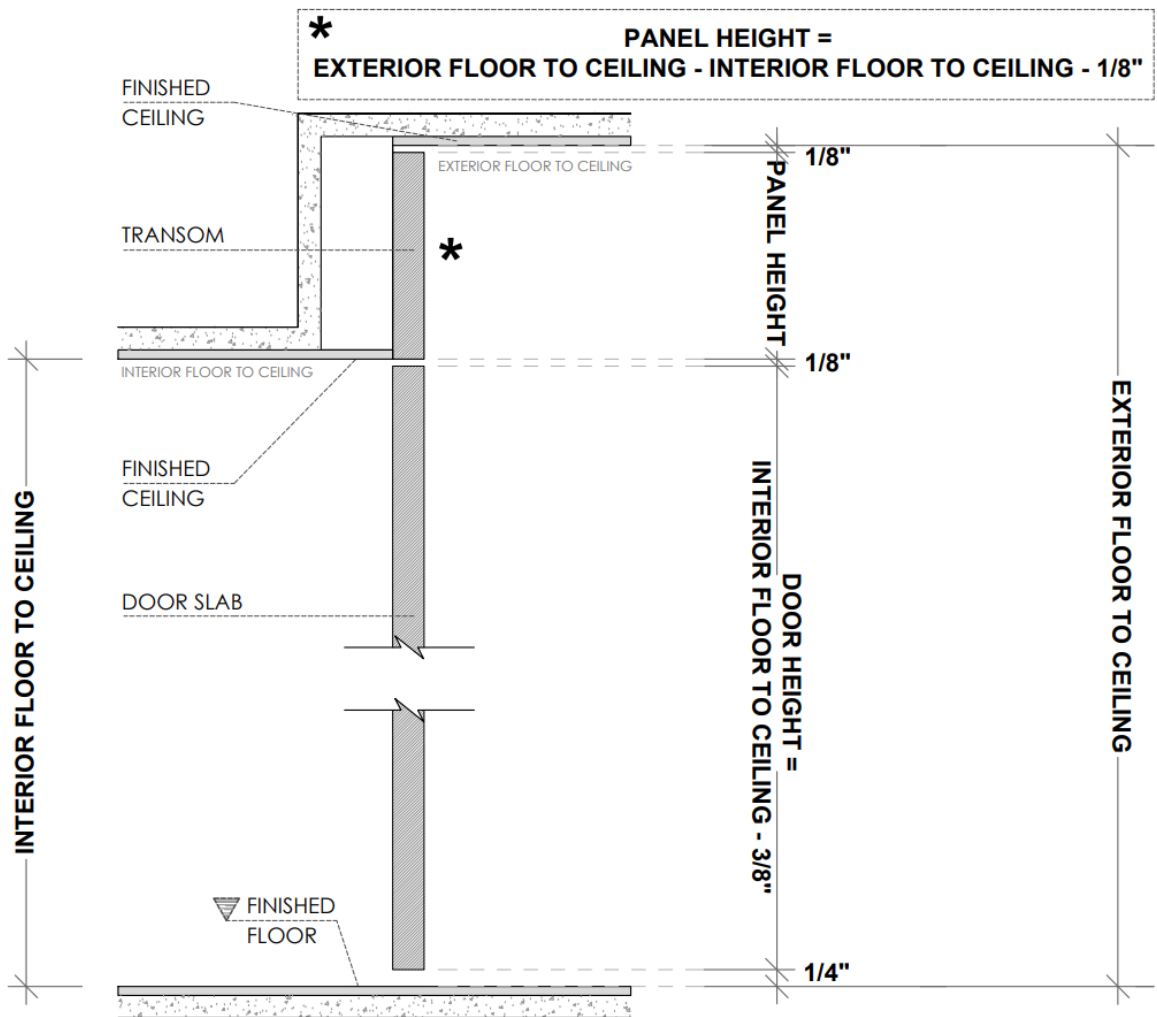 *
PANEL HEIGHT =
EXTERIOR FLOOR TO CEILING - INTERIOR FLOOR TO CEILING - 1/8"
FINISHED
CEILING
EXTERIOR FLOOR TO CEILING
1/8"
PANEL HEIGHT
TRANSOM
*
1/8"
INTERIOR FLOOR TO CEILING
FINISHED
CEILING
INTERIOR FLOOR TO CEILING
DOOR SLAB
DOOR HEIGHT =
INTERIOR FLOOR TO CEILING - 3/8"
EXTERIOR FLOOR TO CEILING
FINISHED
FLOOR
1/4"